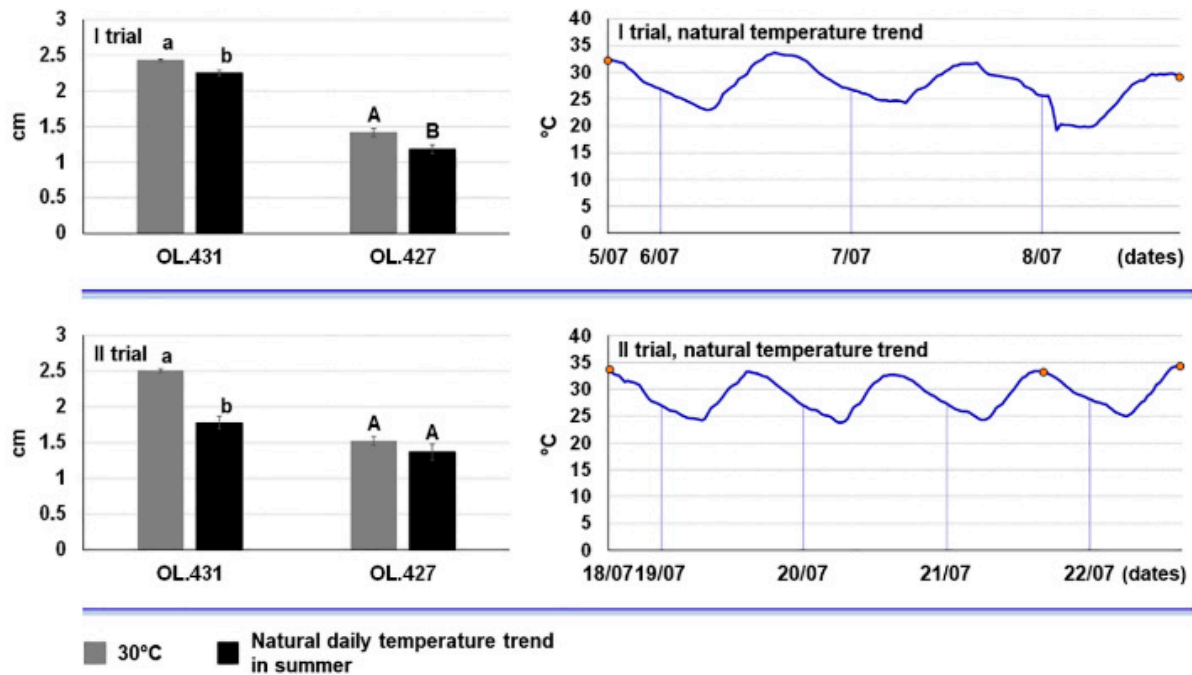 I trial
3
2.5
2
1.5
1
0.5
0
cm
a
b
A
B
OL.431
OL.427
I trial, natural temperature trend
40
35
30
25
20
15
10
5
0
°C
5/07 6/07 7/07 8/07 (dates)
II trial
3
2.5
2
1.5
1
0.5
0
cm
a
b
A
A
OL.431
OL.427
II trial, natural temperature trend
40
35
30
25
20
15
10
5
0
°C
18/07 19/07 20/07 21/07 22/07 (dates)
30°C
Natural daily temperature trend
in summer